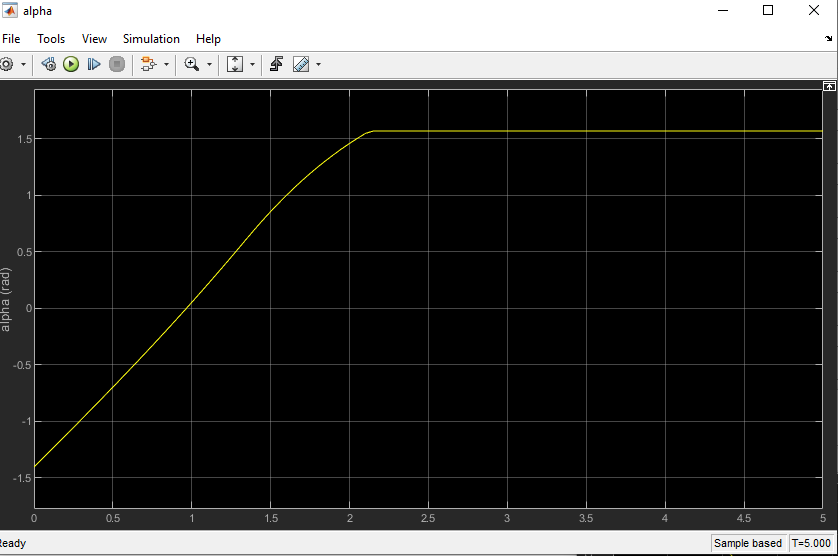 alpha
File Tools View Simulation Help
1.5
1
0.5
0
-0.5
-1
-1.5
alpha (rad)
0 0.5 1 1.5 2 2.5 3 3.5 4 4.5 5
Ready Sample based T=5.000